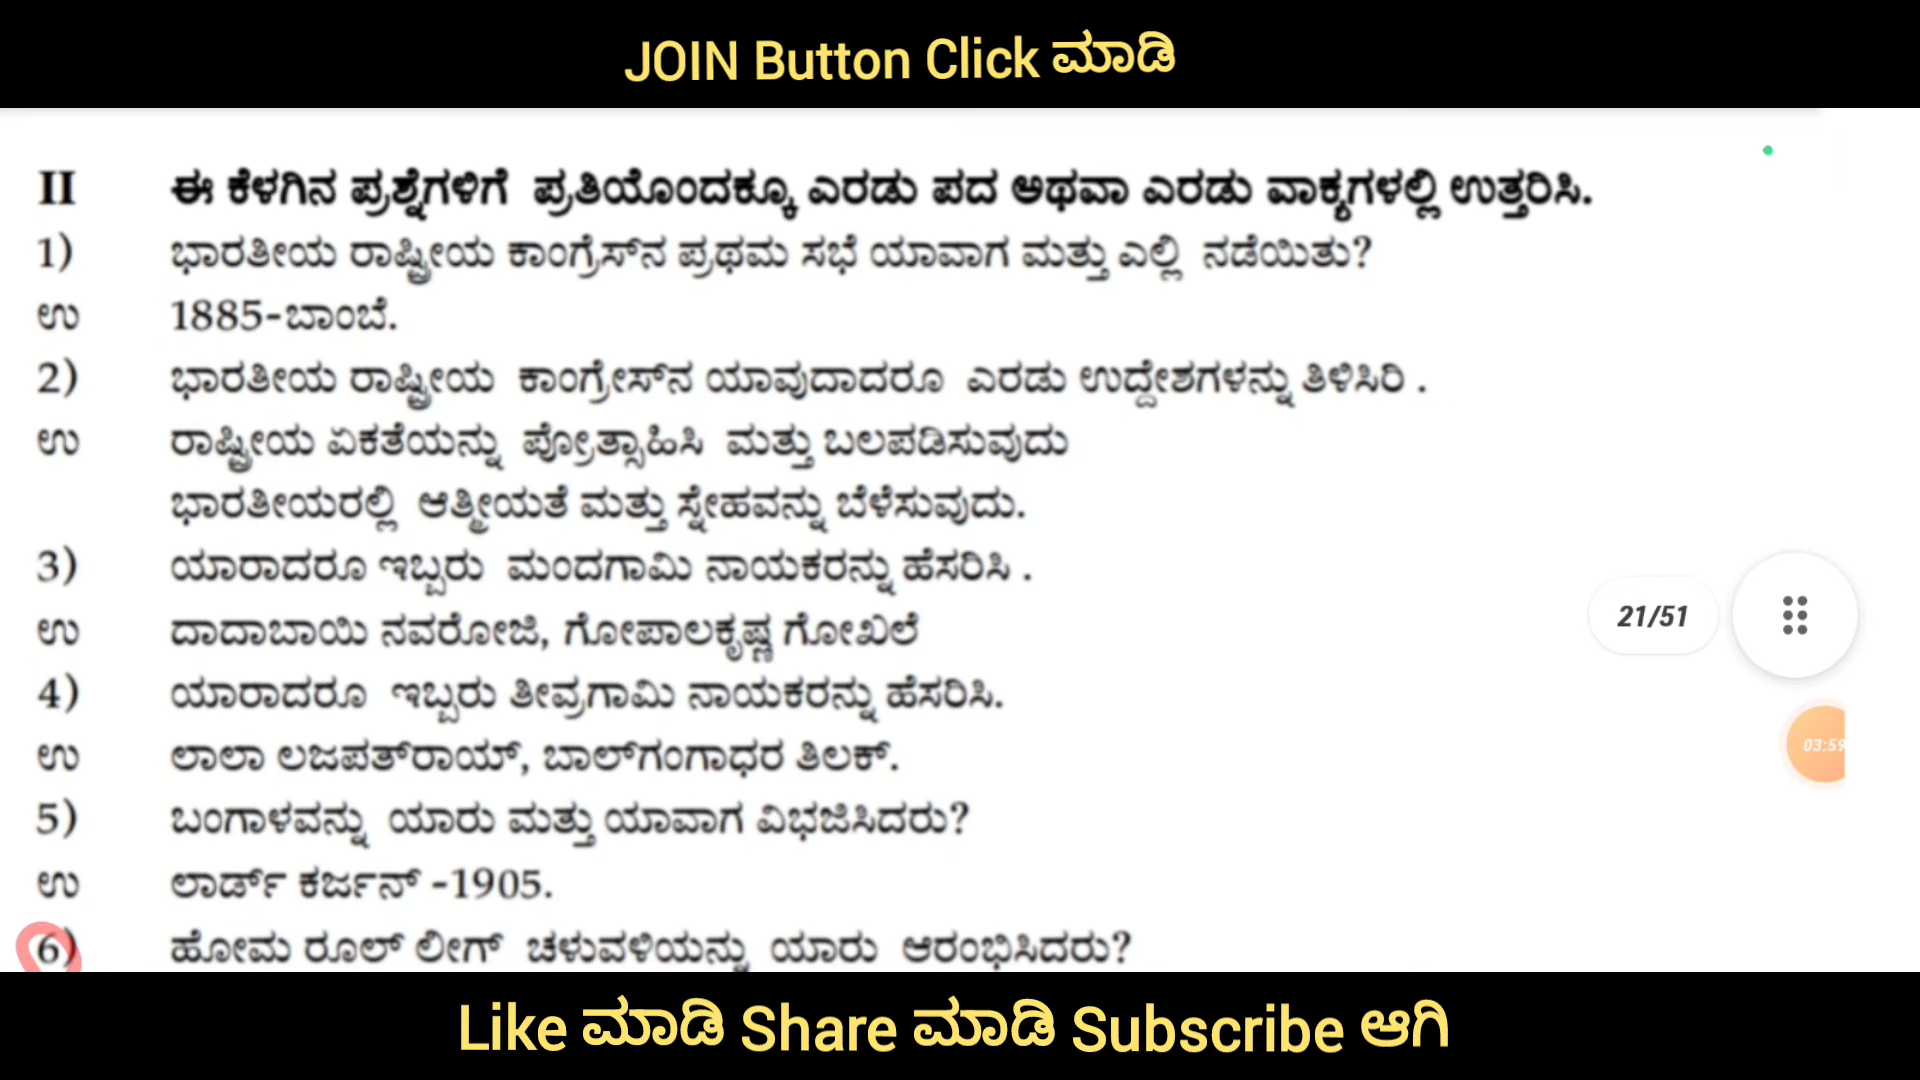 JOIN Button Click ಮಾಡಿ
II ಈ ಕೆಳಗಿನ ಪ್ರಶ್ನೆಗಳಿಗೆ ಪ್ರತಿಯೊಂದಕ್ಕೂ ಎರಡು ಪದ ಅಥವಾ ಎರಡು ವಾಕ್ಯಗಳಲ್ಲಿ ಉತ್ತರಿಸಿ.
1) ಭಾರತೀಯ ರಾಷ್ಟ್ರೀಯ ಕಾಂಗ್ರೆಸ್‌ನ ಪ್ರಥಮ ಸಭೆ ಯಾವಾಗ ಮತ್ತು ಎಲ್ಲಿ ನಡೆಯಿತು?
ಉ 1885-ಬಾಂಬೆ.
2) ಭಾರತೀಯ ರಾಷ್ಟ್ರೀಯ ಕಾಂಗ್ರೇಸ್‌ನ ಯಾವುದಾದರೂ ಎರಡು ಉದ್ದೇಶಗಳನ್ನು ತಿಳಿಸಿರಿ .
ಉ ರಾಷ್ಟ್ರೀಯ ಏಕತೆಯನ್ನು ಪ್ರೋತ್ಸಾಹಿಸಿ ಮತ್ತು ಬಲಪಡಿಸುವುದು
ಭಾರತೀಯರಲ್ಲಿ ಆತ್ಮೀಯತೆ ಮತ್ತು ಸ್ನೇಹವನ್ನು ಬೆಳೆಸುವುದು.
3) ಯಾರಾದರೂ ಇಬ್ಬರು ಮಂದಗಾಮಿ ನಾಯಕರನ್ನು ಹೆಸರಿಸಿ .
21/51
ಉ ದಾದಾಬಾಯಿ ನವರೋಜಿ, ಗೋಪಾಲಕೃಷ್ಣ ಗೋಖಲೆ
4) ಯಾರಾದರೂ ಇಬ್ಬರು ತೀವ್ರಗಾಮಿ ನಾಯಕರನ್ನು ಹೆಸರಿಸಿ.
03:59
ಉ ಲಾಲಾ ಲಜಪತ್‌ರಾಯ್, ಬಾಲ್‌ಗಂಗಾಧರ ತಿಲಕ್.
5) ಬಂಗಾಳವನ್ನು ಯಾರು ಮತ್ತು ಯಾವಾಗ ವಿಭಜಿಸಿದರು?
ಉ ಲಾರ್ಡ್ ಕರ್ಜನ್ -1905.
6) ಹೋಮ ರೂಲ್ ಲೀಗ್ ಚಳುವಳಿಯನ್ನು ಯಾರು ಆರಂಭಿಸಿದರು?
Like ಮಾಡಿ Share ಮಾಡಿ Subscribe ಆಗಿ